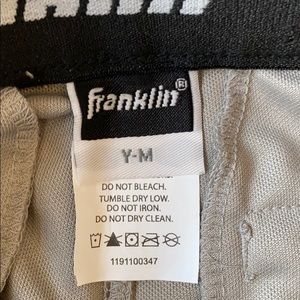 franklin®
Y-M
DO NOT BLEACH.
TUMBLE DRY LOW.
DO NOT IRON.
DO NOT DRY CLEAN.
1191100347